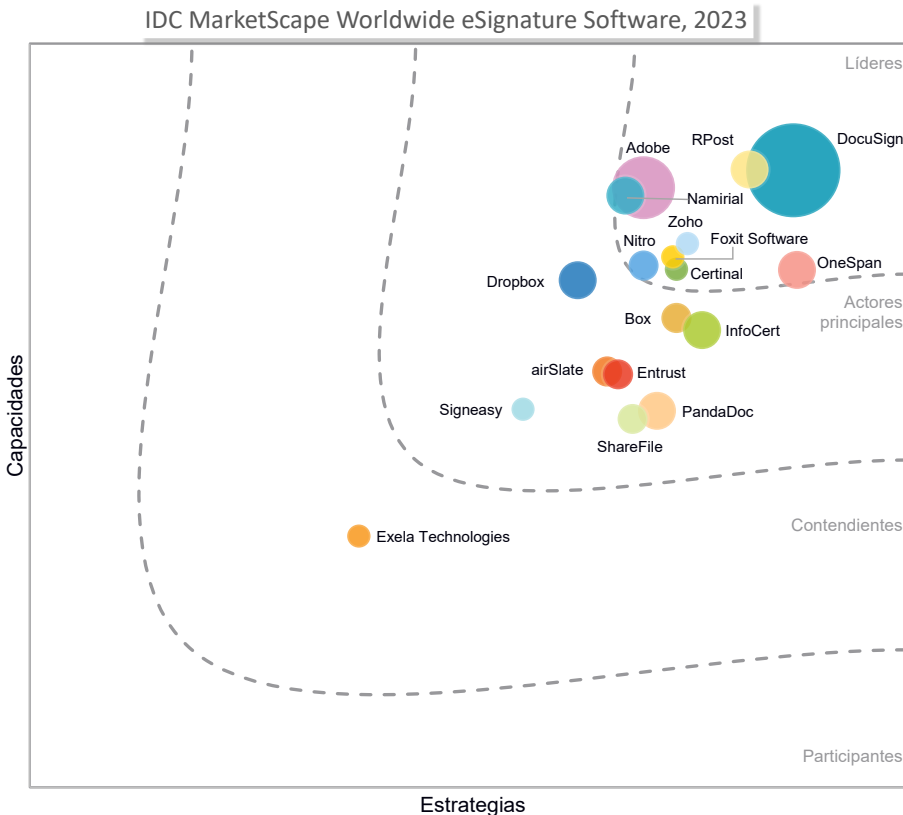 IDC MarketScape Worldwide eSignature Software, 2023
Líderes
RPost
DocuSign
Adobe
Namirial
Zoho
Nitro
Foxit Software
OneSpan
Certinal
Dropbox
Actores
principales
Box
InfoCert
airSlate
Entrust
Signeasy
PandaDoc
ShareFile
Capacidades
Contendientes
Exela Technologies
Participantes
Estrategias